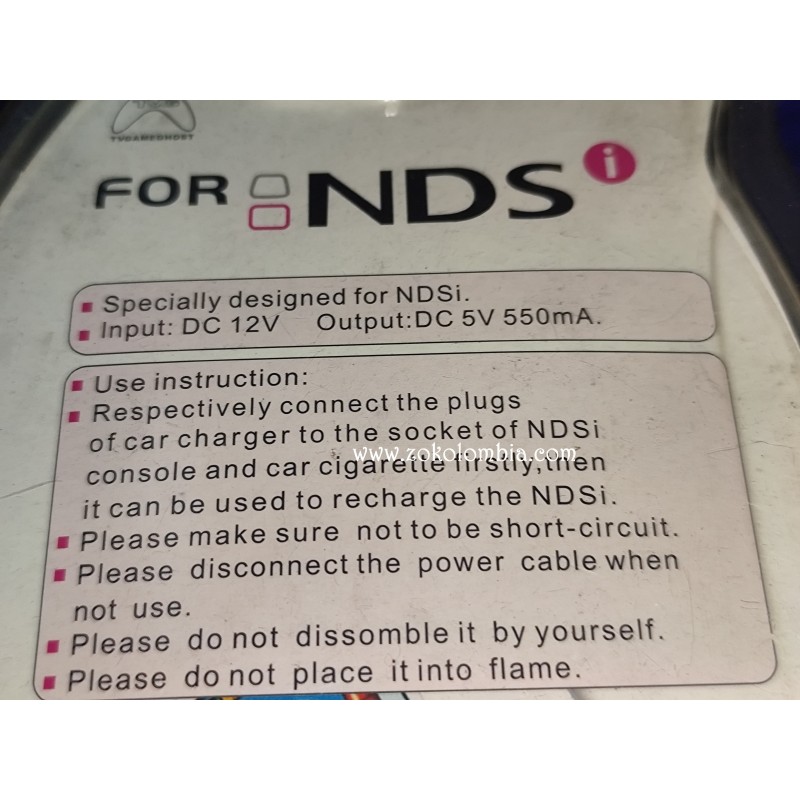 TVGAMEGHOST
FOR NDSi
Specially designed for NDSi.
Input: DC 12V Output:DC 5V 550mA.
Use instruction:
Respectively connect the plugs
of car charger to the socket of NDSi
console and car cigarette firstly,then
www.zokolombia.com
it can be used to recharge the NDSi.
Please make sure not to be short-circuit.
Please disconnect the power cable when
not use.
Please do not dissomble it by yourself.
Please do not place it into flame.